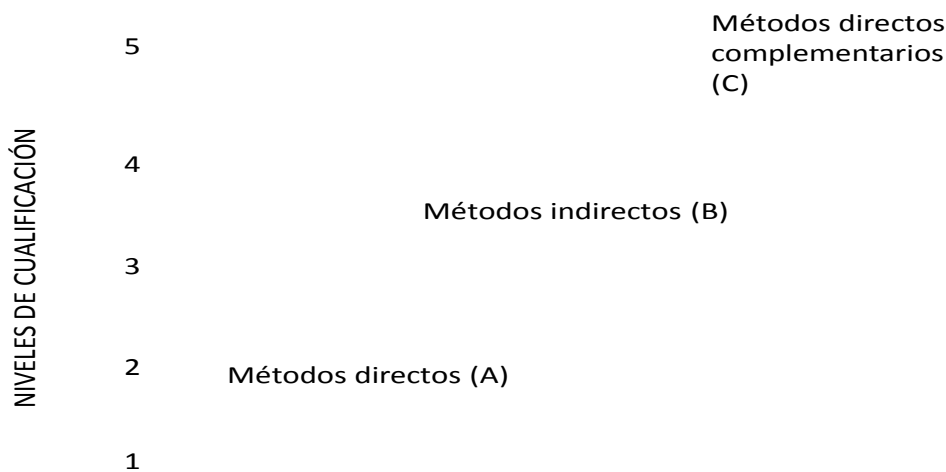 Métodos directos
complementarios
(C)
5
4
Métodos indirectos (B)
3
2
Métodos directos (A)
1
NIVELES DE CUALIFICACIÓN